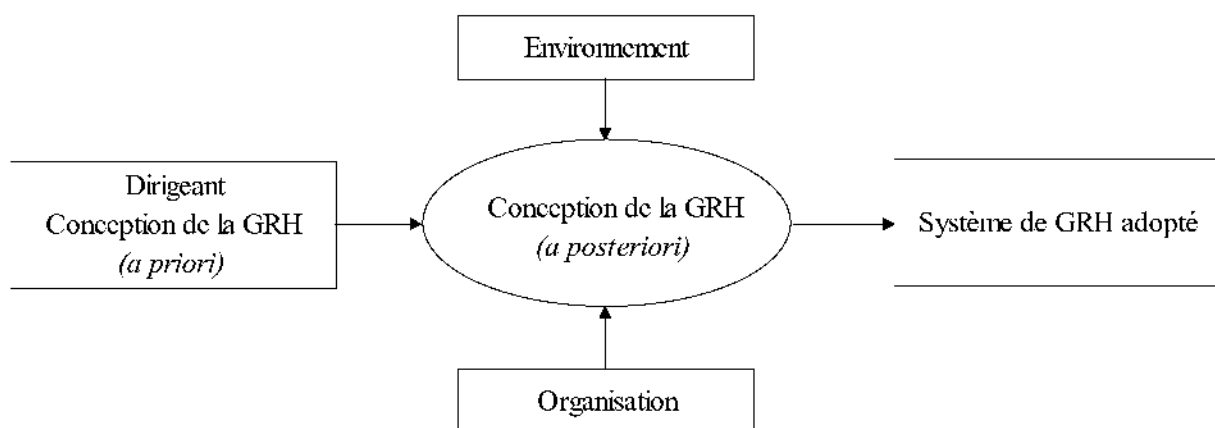 Environnement
Dirigeant
Conception de la GRH
(a priori)
Conception de la GRH
(a posteriori)
Système de GRH adopté
Organisation